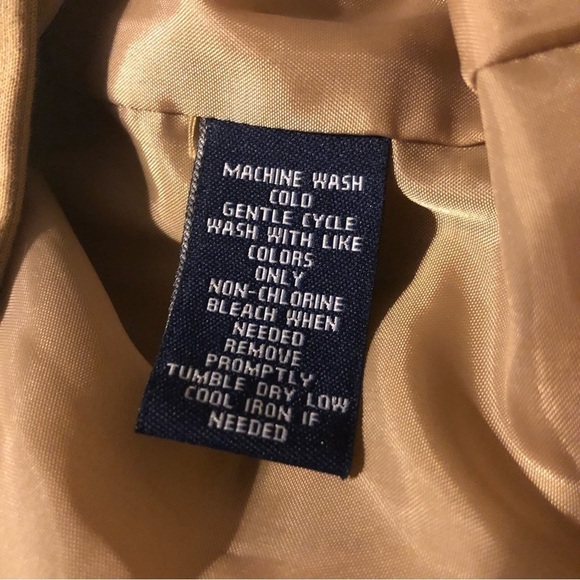 MACHINE WASH
COLD
GENTLE CYCLE
WASH WITH LIKE
COLORS
ONLY
NON-CHLORINE
BLEACH WHEN
NEEDED
REMOVE
PROMPTLY,
TUMBLE DRY LOW
COOL IRON IF
NEEDED